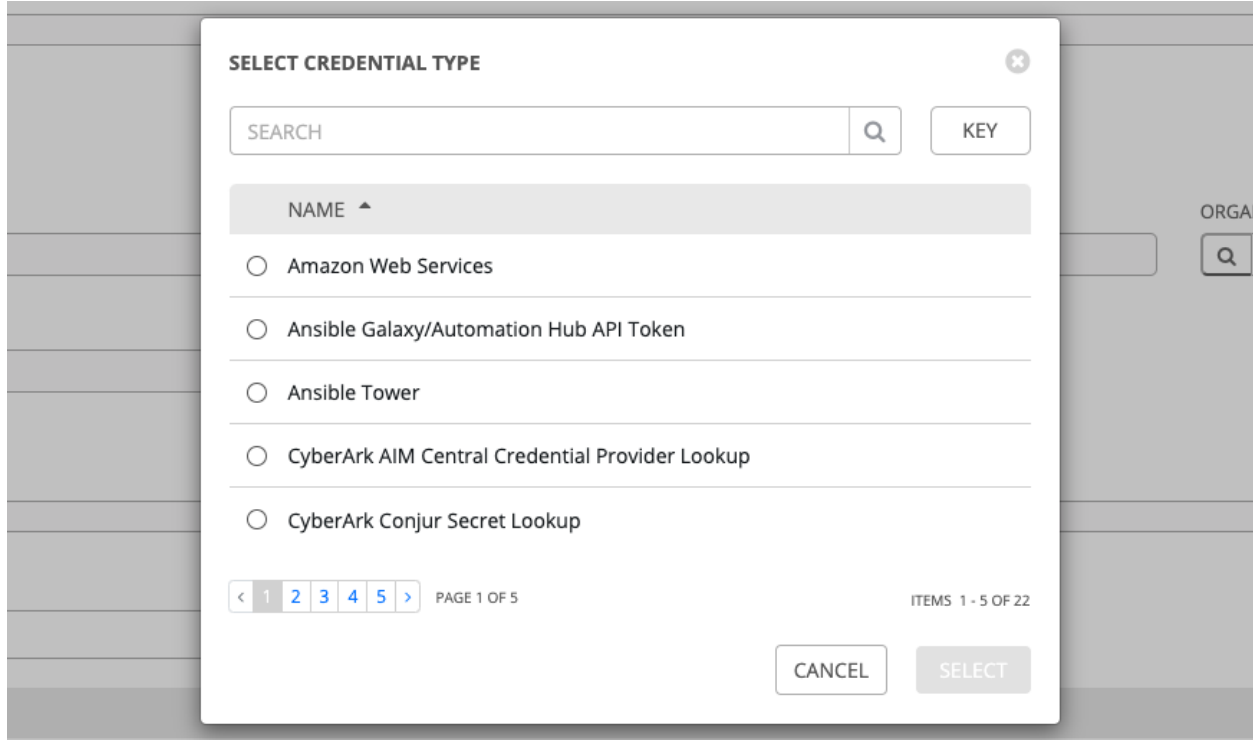 SELECT CREDENTIAL TYPE
SEARCH
KEY
NAME
ORGA
Amazon Web Services
Ansible Galaxy/Automation Hub API Token
Ansible Tower
CyberArk AIM Central Credential Provider Lookup
CyberArk Conjur Secret Lookup
< 1 2 3 4 5 > PAGE 1 OF 5
ITEMS 1 - 5 OF 22
CANCEL
SELECT